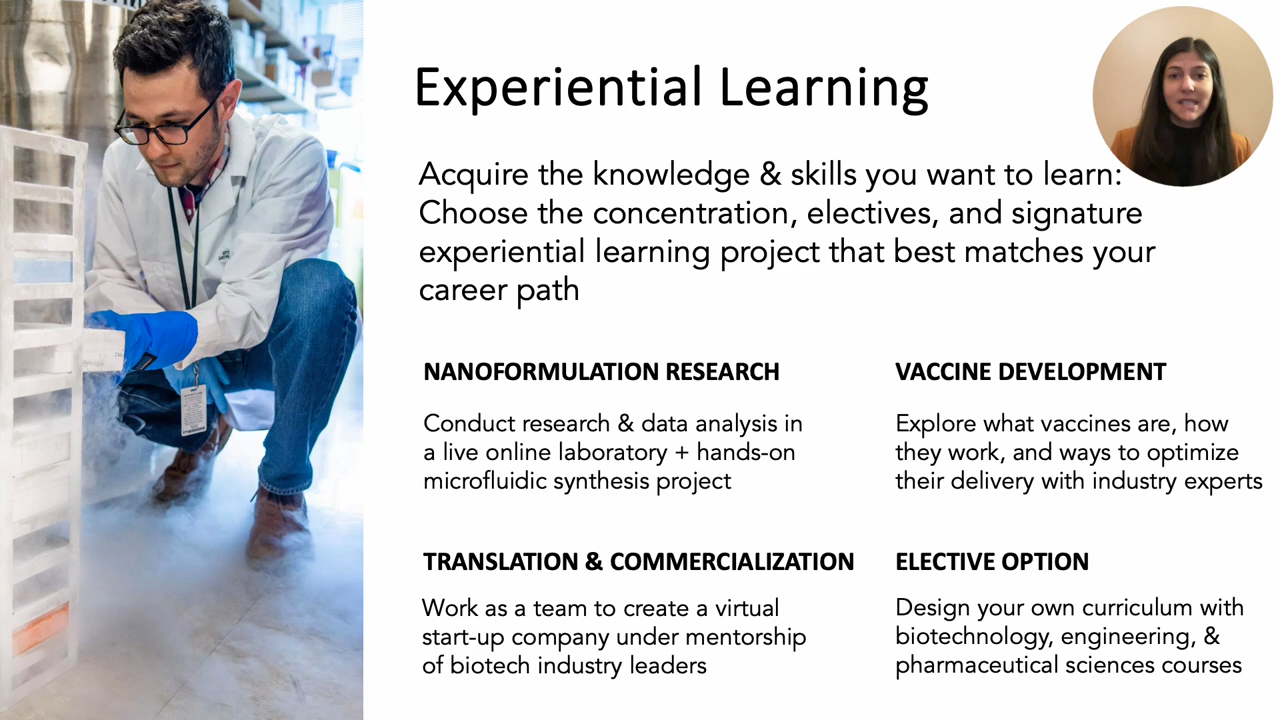 Experiential Learning
Acquire the knowledge & skills you want to learn:
Choose the concentration, electives, and signature
experiential learning project that best matches your
career path
NANOFORMULATION RESEARCH
Conduct research & data analysis in
a live online laboratory + hands-on
microfluidic synthesis project
VACCINE DEVELOPMENT
Explore what vaccines are, how
they work, and ways to optimize
their delivery with industry experts
TRANSLATION & COMMERCIALIZATION
Work as a team to create a virtual
start-up company under mentorship
of biotech industry leaders
ELECTIVE OPTION
Design your own curriculum with
biotechnology, engineering, &
pharmaceutical sciences courses